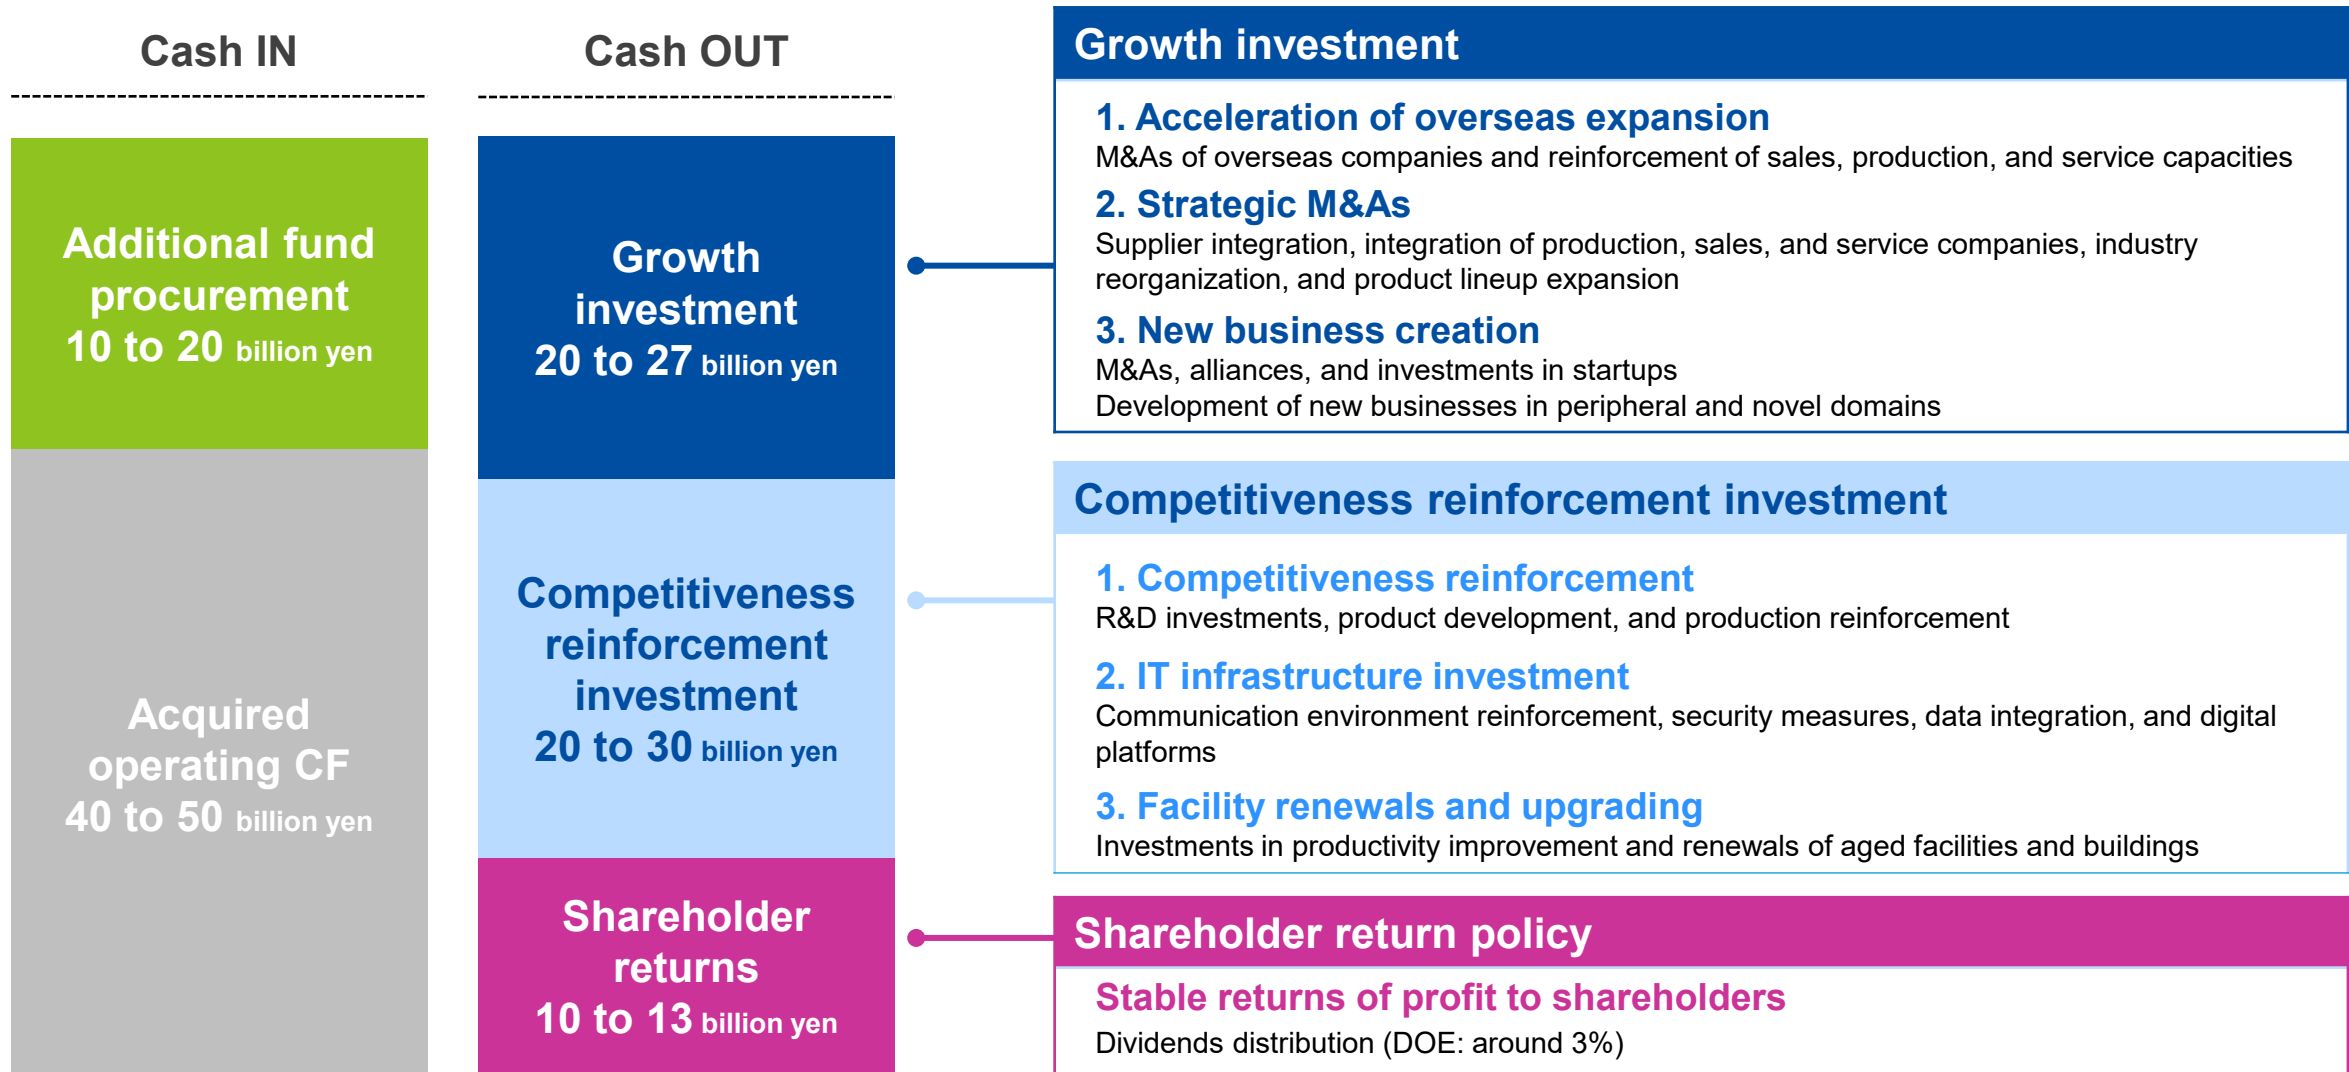 Cash IN
Additional fund
procurement
10 to 20 billion yen
Acquired
operating CF
40 to 50 billion yen
Cash OUT
Growth
investment
20 to 27 billion yen
Competitiveness
reinforcement
investment
20 to 30 billion yen
Shareholder
returns
10 to 13 billion yen
Growth investment
1. Acceleration of overseas expansion
M&As of overseas companies and reinforcement of sales, production, and service capacities
2. Strategic M&As
Supplier integration, integration of production, sales, and service companies, industry
reorganization, and product lineup expansion
3. New business creation
M&As, alliances, and investments in startups
Development of new businesses in peripheral and novel domains
Competitiveness reinforcement investment
1. Competitiveness reinforcement
R&D investments, product development, and production reinforcement
2. IT infrastructure investment
Communication environment reinforcement, security measures, data integration, and digital
platforms
3. Facility renewals and upgrading
Investments in productivity improvement and renewals of aged facilities and buildings
Shareholder return policy
Stable returns of profit to shareholders
Dividends distribution (DOE: around 3%)